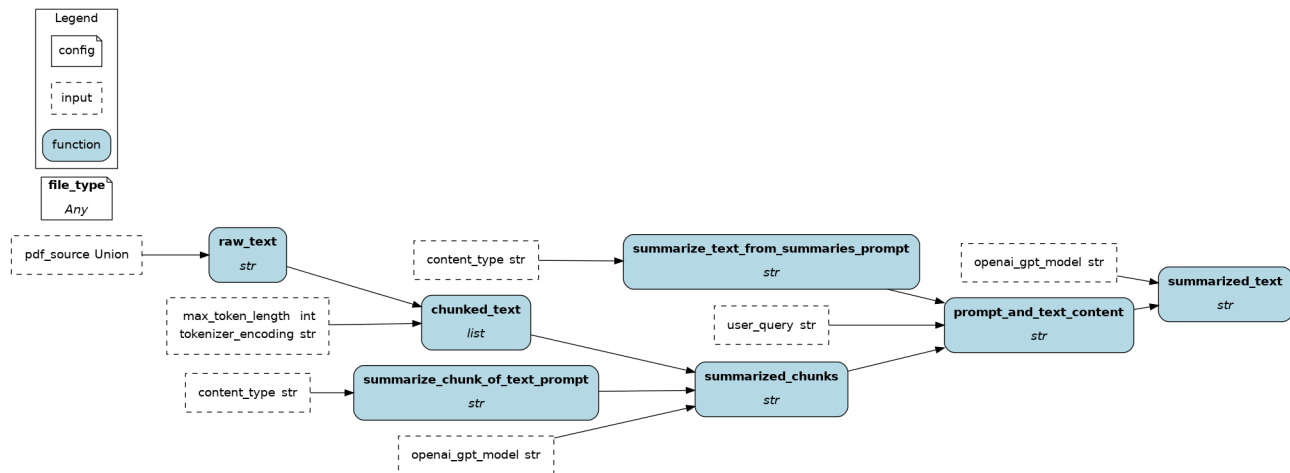 Legend
config
input
function
file_type
Any
pdf_source Union
raw_text
str
content_type str
summarize_text_from_summaries_prompt
str
openai_gpt_model str
summarized_text
str
max_token_length int
tokenizer_encoding str
chunked_text
list
user_query str
prompt_and_text_content
str
content_type str
summarize_chunk_of_text_prompt
str
summarized_chunks
str
openai_gpt_model str